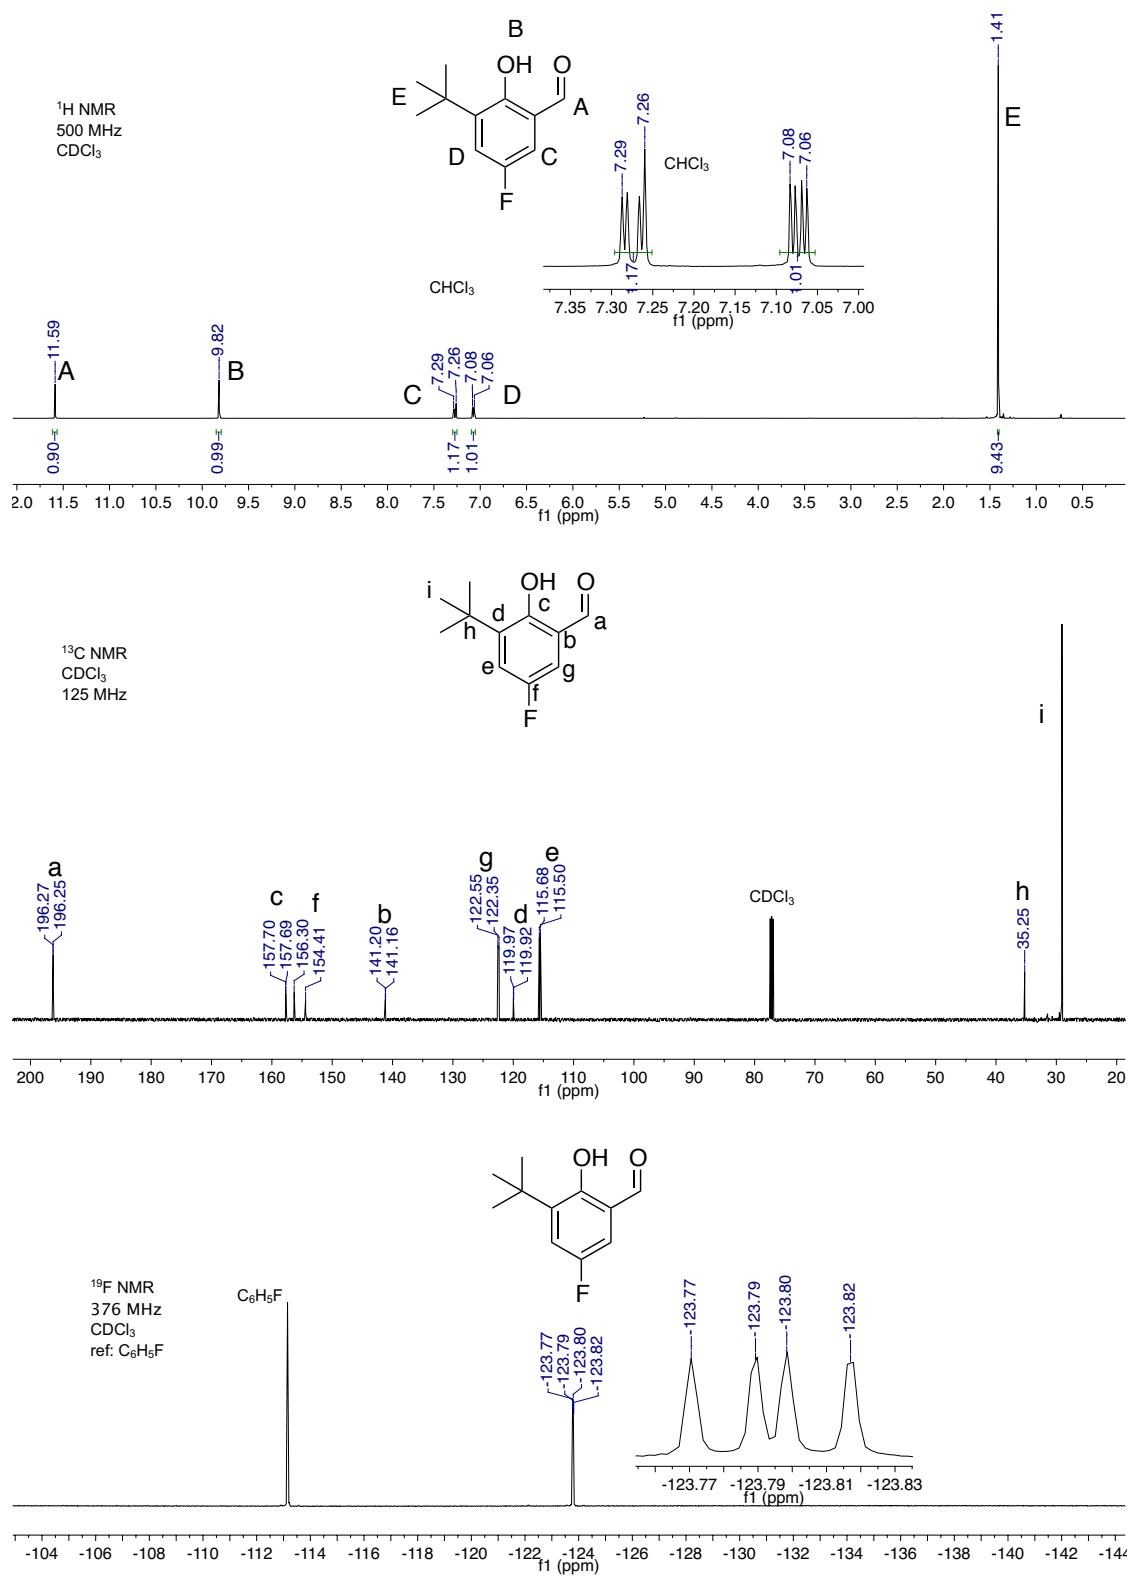 ¹H NMR
500 MHz
CDCl₃
B
OH
O
E
A
D
C
F
7.29
7.26
CHCl₃
7.08
7.06
1.17
1.01
7.35 7.30 7.25 7.20 7.15 7.10 7.05 7.00
f1 (ppm)
1.41
E
CHCl₃
11.59
A
9.82
B
C
7.29
7.26
7.08
7.06
D
0.90
0.99
1.17
1.01
9.43
2.0 11.5 10.5 9.5 9.0 8.5 8.0 7.5 7.0 6.5 6.0 5.5 5.0 4.5 4.0 3.5 3.0 2.5 2.0 1.5 1.0 0.5
f1 (ppm)
¹³C NMR
CDCl₃
125 MHz
OH
O
i
h
d
c
b
a
e
g
f
F
a
196.27
196.25
c
157.70
157.69
f
156.30
154.41
b
141.20
141.16
g
122.55
122.35
d
119.97
119.92
e
115.68
115.50
CDCl₃
h
35.25
i
200 190 180 170 160 150 140 130 120 110 100 90 80 70 60 50 40 30 20
f1 (ppm)
OH
O
F
¹⁹F NMR
376 MHz
CDCl₃
ref: C₆H₅F
C₆H₅F
-123.77
-123.79
-123.80
-123.82
-123.77
-123.79
-123.80
-123.82
-123.77 -123.79 -123.81 -123.83
f1 (ppm)
-104 -106 -108 -110 -112 -114 -116 -118 -120 -122 -124 -126 -128 -130 -132 -134 -136 -138 -140 -142 -144
f1 (ppm)